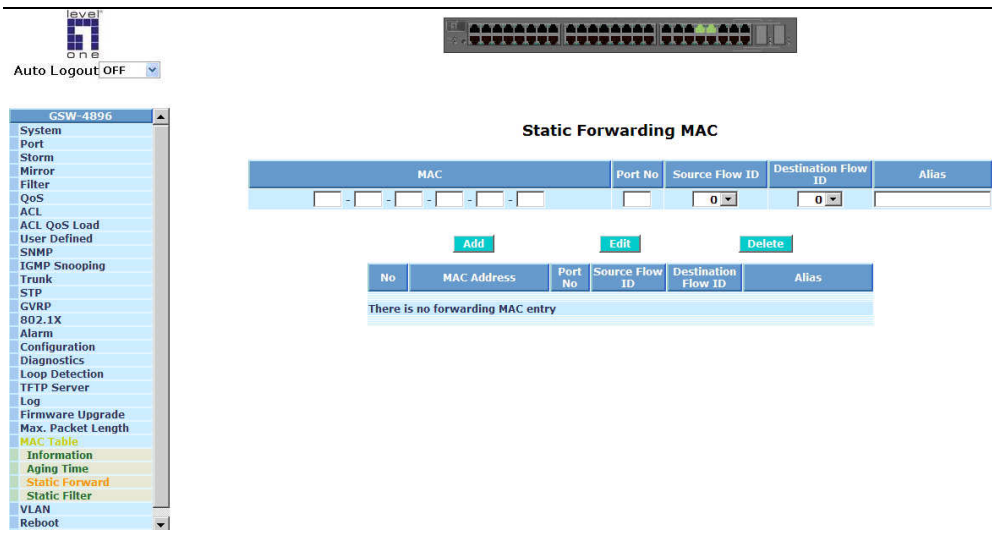 level
one
Auto Logout OFF
GSW-4896
System
Port
Storm
Mirror
Filter
QoS
ACL
ACL QoS Load
User Defined
SNMP
IGMP Snooping
Trunk
STP
GVRP
802.1X
Alarm
Configuration
Diagnostics
Loop Detection
TFTP Server
Log
Firmware Upgrade
Max. Packet Length
MAC Table
Information
Aging Time
Static Forward
Static Filter
VLAN
Reboot
Static Forwarding MAC
MAC Port No Source Flow ID Destination Flow ID Alias
- - - - - 0 0
Add Edit Delete
No MAC Address Port No Source Flow ID Destination Flow ID Alias
There is no forwarding MAC entry